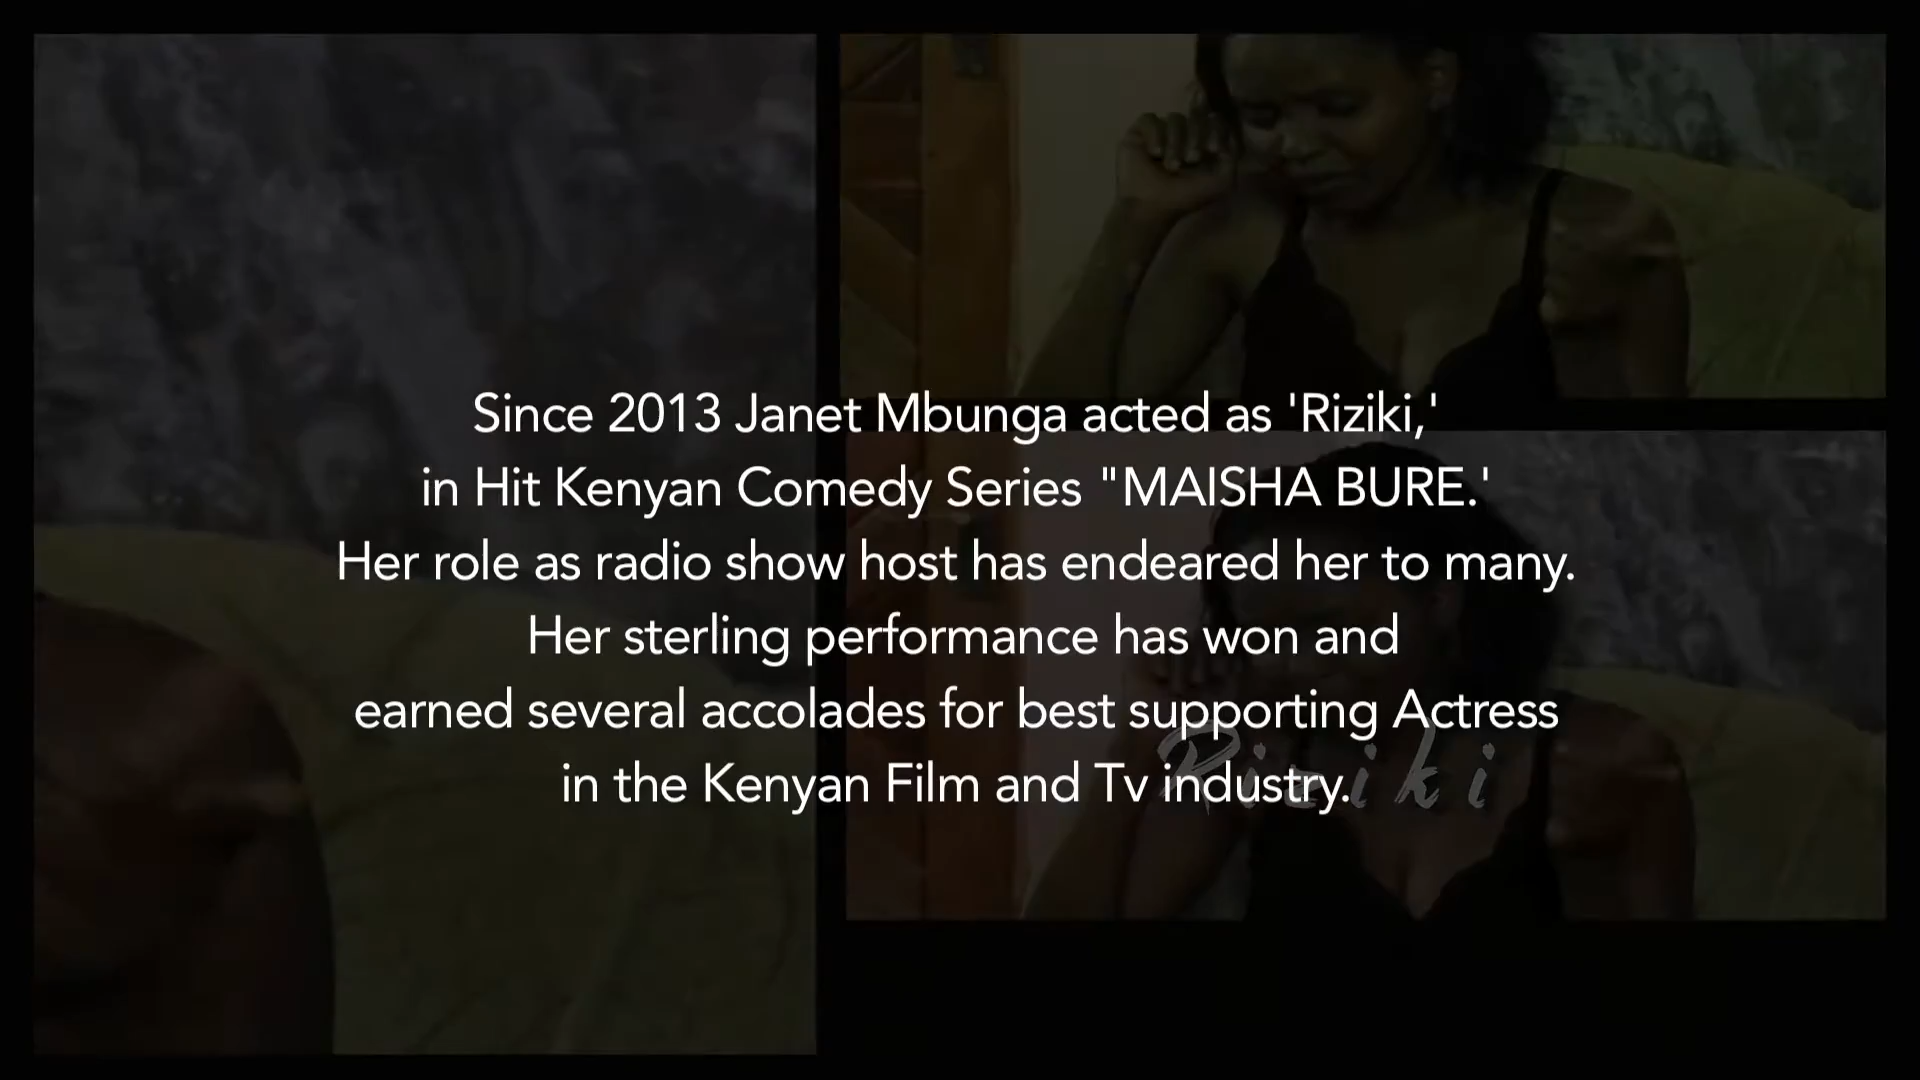 Since 2013 Janet Mbunga acted as 'Riziki,'
in Hit Kenyan Comedy Series "MAISHA BURE.'
Her role as radio show host has endeared her to many.
Her sterling performance has won and
earned several accolades for best supporting Actress
in the Kenyan Film and Tv industry.
Riziki